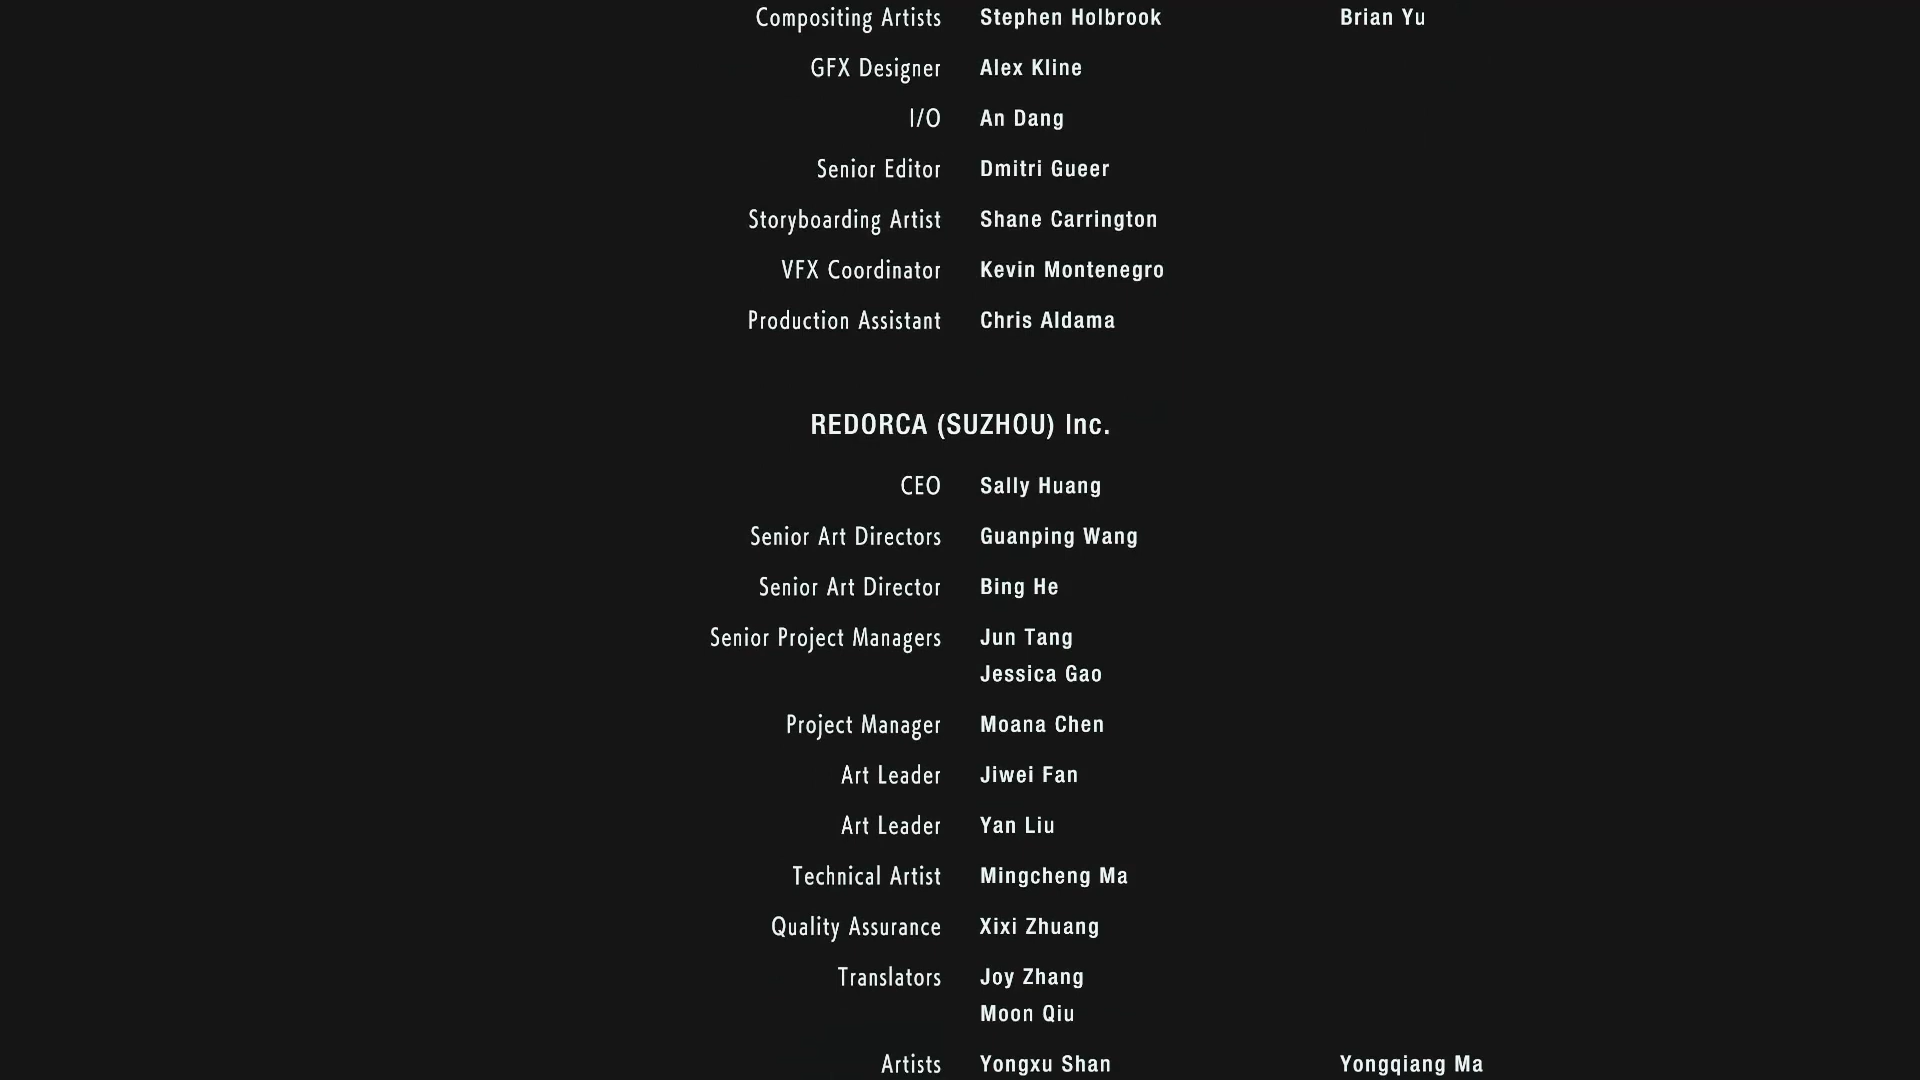 Compositing Artists Stephen Holbrook Brian Yu
GFX Designer Alex Kline
I/O An Dang
Senior Editor Dmitri Gueer
Storyboarding Artist Shane Carrington
VFX Coordinator Kevin Montenegro
Production Assistant Chris Aldama
REDORCA (SUZHOU) Inc.
CEO Sally Huang
Senior Art Directors Guanping Wang
Senior Art Director Bing He
Senior Project Managers Jun Tang
Jessica Gao
Project Manager Moana Chen
Art Leader Jiwei Fan
Art Leader Yan Liu
Technical Artist Mingcheng Ma
Quality Assurance Xixi Zhuang
Translators Joy Zhang
Moon Qiu
Artists Yongxu Shan Yongqiang Ma